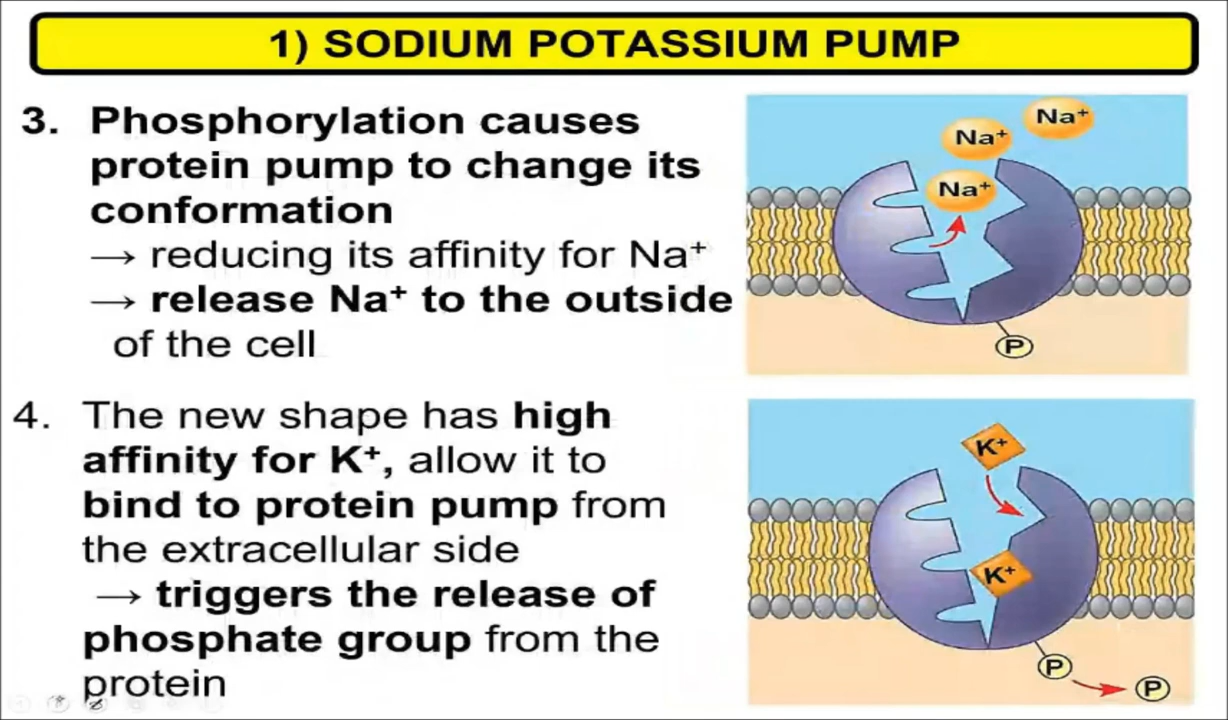 1) SODIUM POTASSIUM PUMP
3. Phosphorylation causes
protein pump to change its
conformation
→ reducing its affinity for Na⁺
→ release Na⁺ to the outside
of the cell
Na⁺
Na⁺
Na⁺
P
4. The new shape has high
affinity for K⁺, allow it to
bind to protein pump from
the extracellular side
→ triggers the release of
phosphate group from the
protein
K⁺
K⁺
P
P